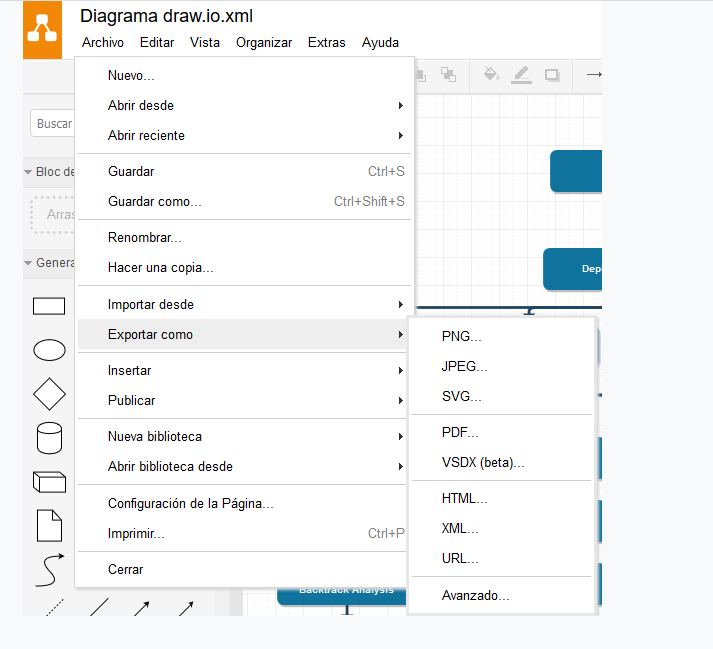 Diagrama draw.io.xml
Archivo Editar Vista Organizar Extras Ayuda
Nuevo...
Abrir desde
Abrir reciente
Guardar Ctrl+S
Guardar como... Ctrl+Shift+S
Renombrar...
Hacer una copia...
Importar desde
Exportar como
Insertar
Publicar
Nueva biblioteca
Abrir biblioteca desde
Configuración de la Página...
Imprimir... Ctrl+P
Cerrar
PNG...
JPEG...
SVG...
PDF...
VSDX (beta)...
HTML...
XML...
URL...
Avanzado...
Buscar
Bloc de
Arras
Genera
Dep
Backtrack Analysis